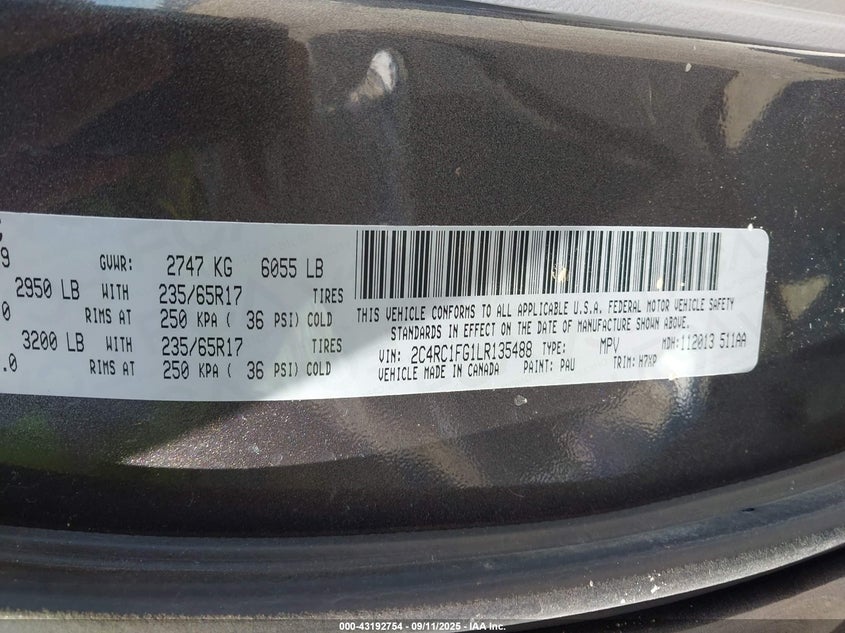 GVWR: 2747 KG 6055 LB
2950 LB WITH 235/65R17 TIRES
RIMS AT 250 KPA ( 36 PSI) COLD
3200 LB WITH 235/65R17 TIRES
RIMS AT 250 KPA ( 36 PSI) COLD
THIS VEHICLE CONFORMS TO ALL APPLICABLE U.S.A. FEDERAL MOTOR VEHICLE SAFETY
STANDARDS IN EFFECT ON THE DATE OF MANUFACTURE SHOWN ABOVE.
VIN: 2C4RC1FG1LR135488 TYPE: MPV MDH:112013 511AA
VEHICLE MADE IN CANADA PAINT: PAU TRIM: H7XP
000-43192754 - 09/11/2025 - IAA Inc.